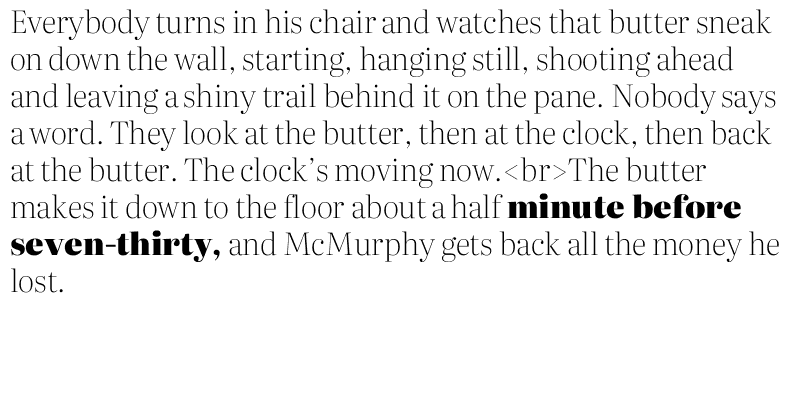 Everybody turns in his chair and watches that butter sneak
on down the wall, starting, hanging still, shooting ahead
and leaving a shiny trail behind it on the pane. Nobody says
a word. They look at the butter, then at the clock, then back
at the butter. The clock’s moving now.<br>The butter
makes it down to the floor about a half minute before
seven-thirty, and McMurphy gets back all the money he
lost.